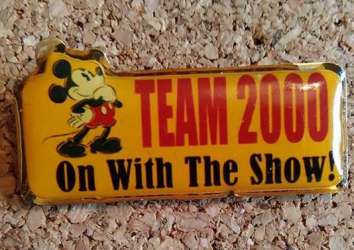 TEAM 2000
On With The Show!